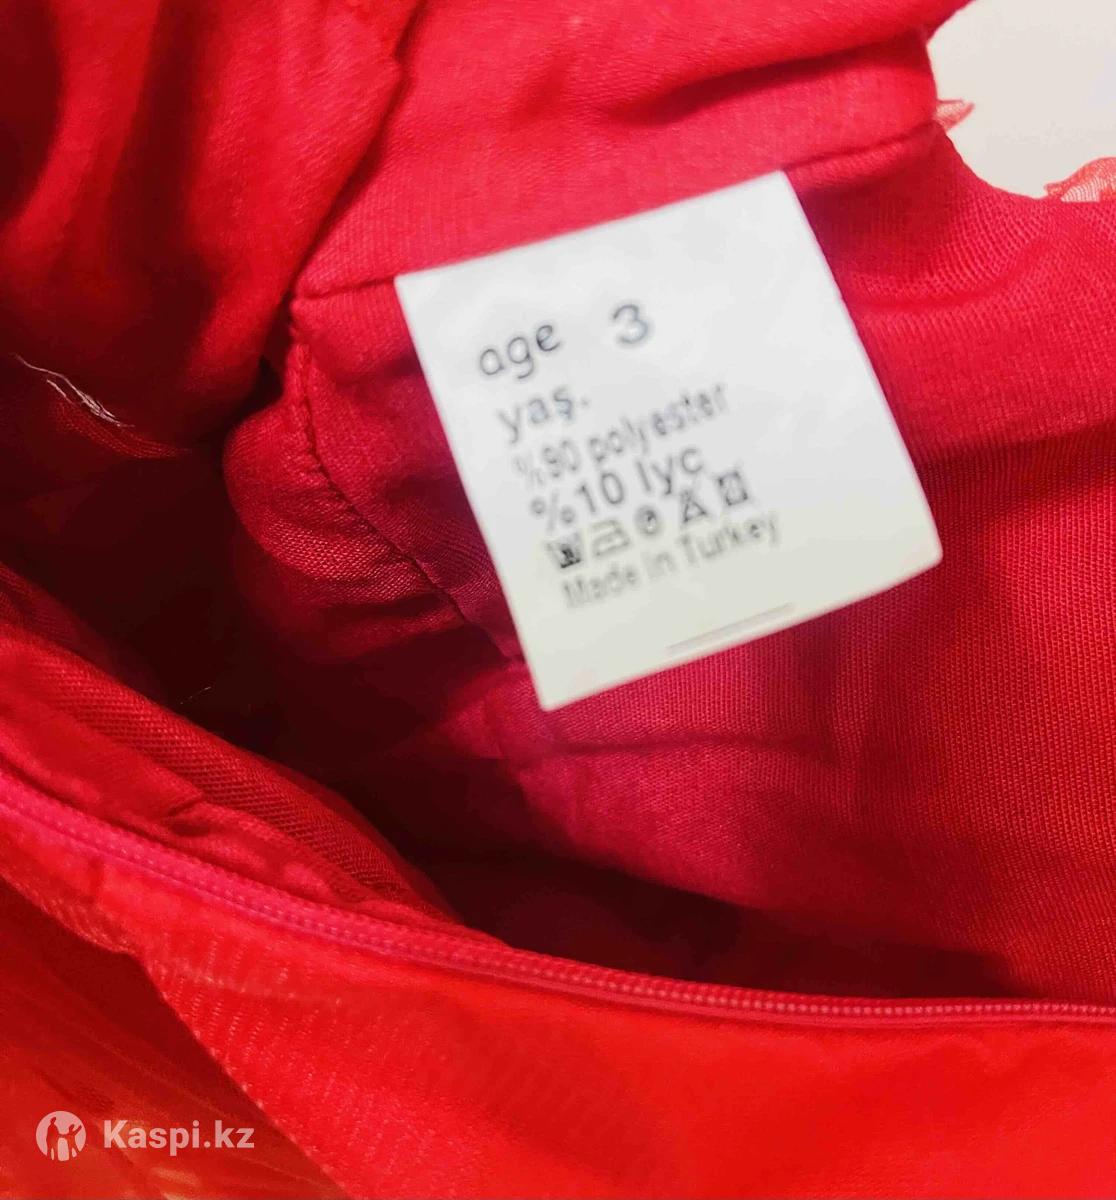 age 3
yaş.
%90 polyester
%10 lyc
Made in Turkey
Kaspi.kz